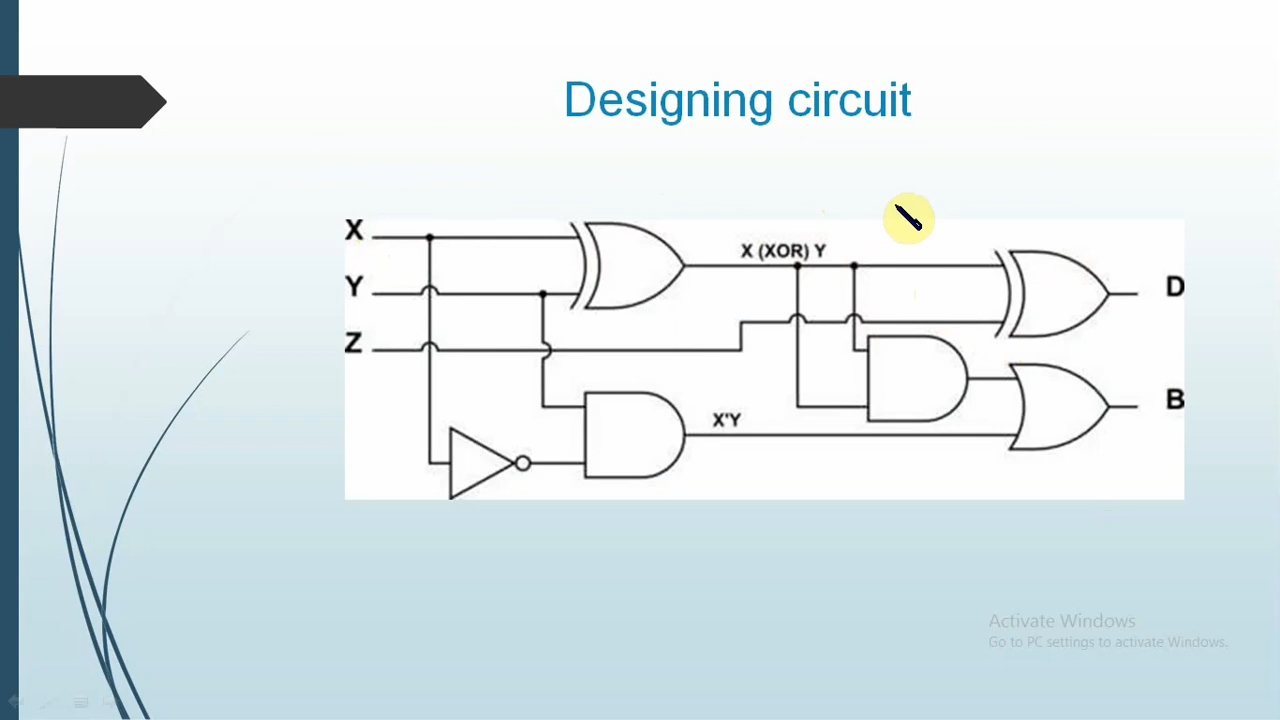 Designing circuit
X
X (XOR) Y
Y
D
Z
B
X'Y
Activate Windows
Go to PC settings to activate Windows.